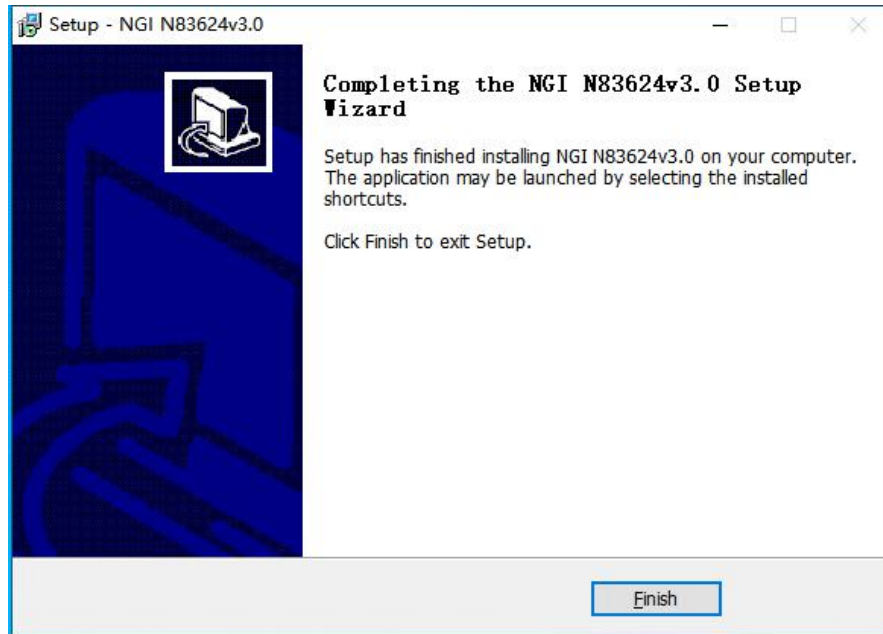 Setup - NGI N83624v3.0
Completing the NGI N83624v3.0 Setup
Wizard
Setup has finished installing NGI N83624v3.0 on your computer.
The application may be launched by selecting the installed
shortcuts.
Click Finish to exit Setup.
Finish